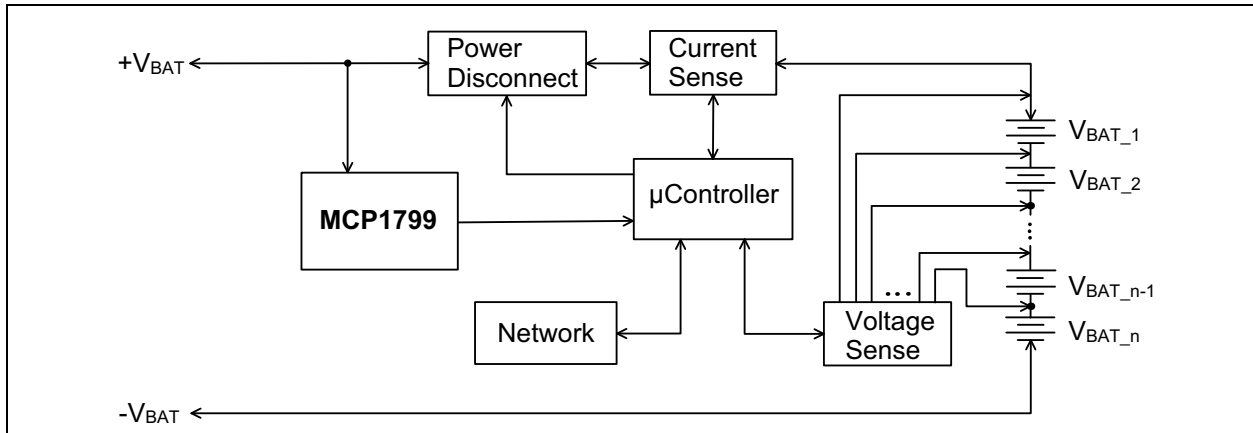 +VBAT
Power
Disconnect
Current
Sense
VBAT_1
VBAT_2
MCP1799
µController
VBAT_n-1
VBAT_n
Network
Voltage
Sense
-VBAT